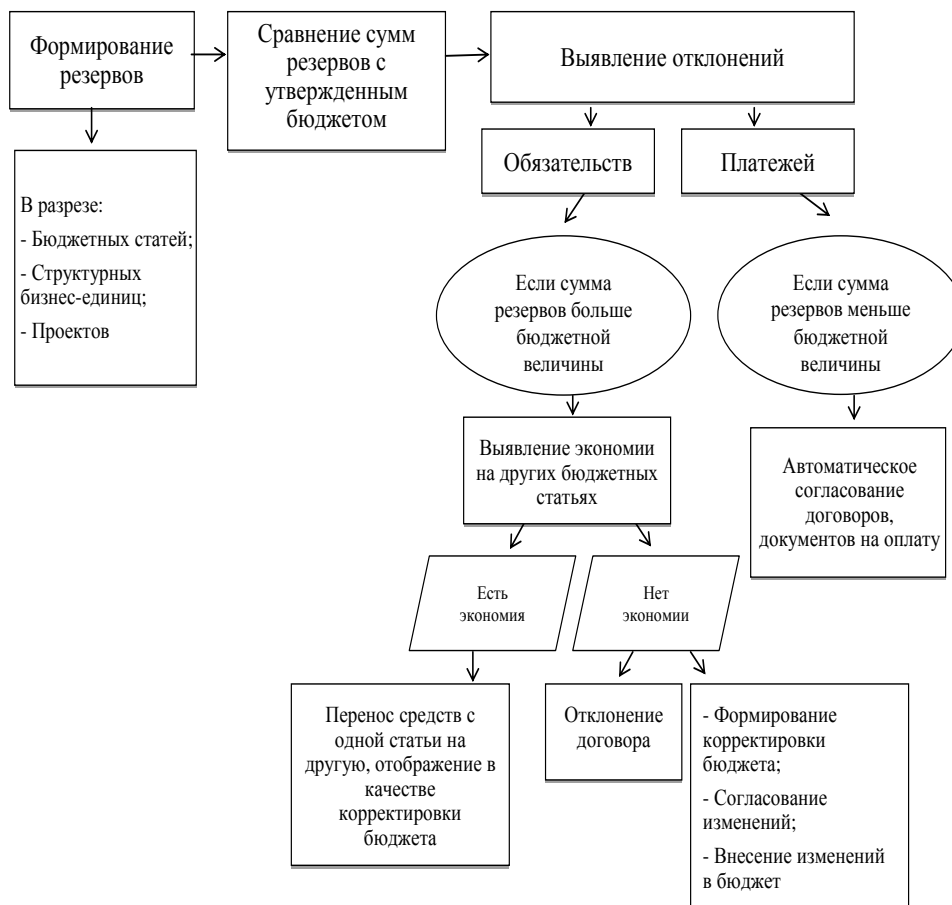 Формирование
резервов
Сравнение сумм
резервов с
утвержденным
бюджетом
Выявление отклонений
Обязательств
Платежей
В разрезе:
- Бюджетных статей;
- Структурных
бизнес-единиц;
- Проектов
Если сумма
резервов больше
бюджетной
величины
Если сумма
резервов меньше
бюджетной
величины
Выявление экономии
на других бюджетных
статьях
Автоматическое
согласование
договоров,
документов на оплату
Есть
экономия
Нет
экономии
Перенос средств с
одной статьи на
другую, отображение в
качестве
корректировки
бюджета
Отклонение
договора
- Формирование
корректировки
бюджета;
- Согласование
изменений;
- Внесение изменений
в бюджет